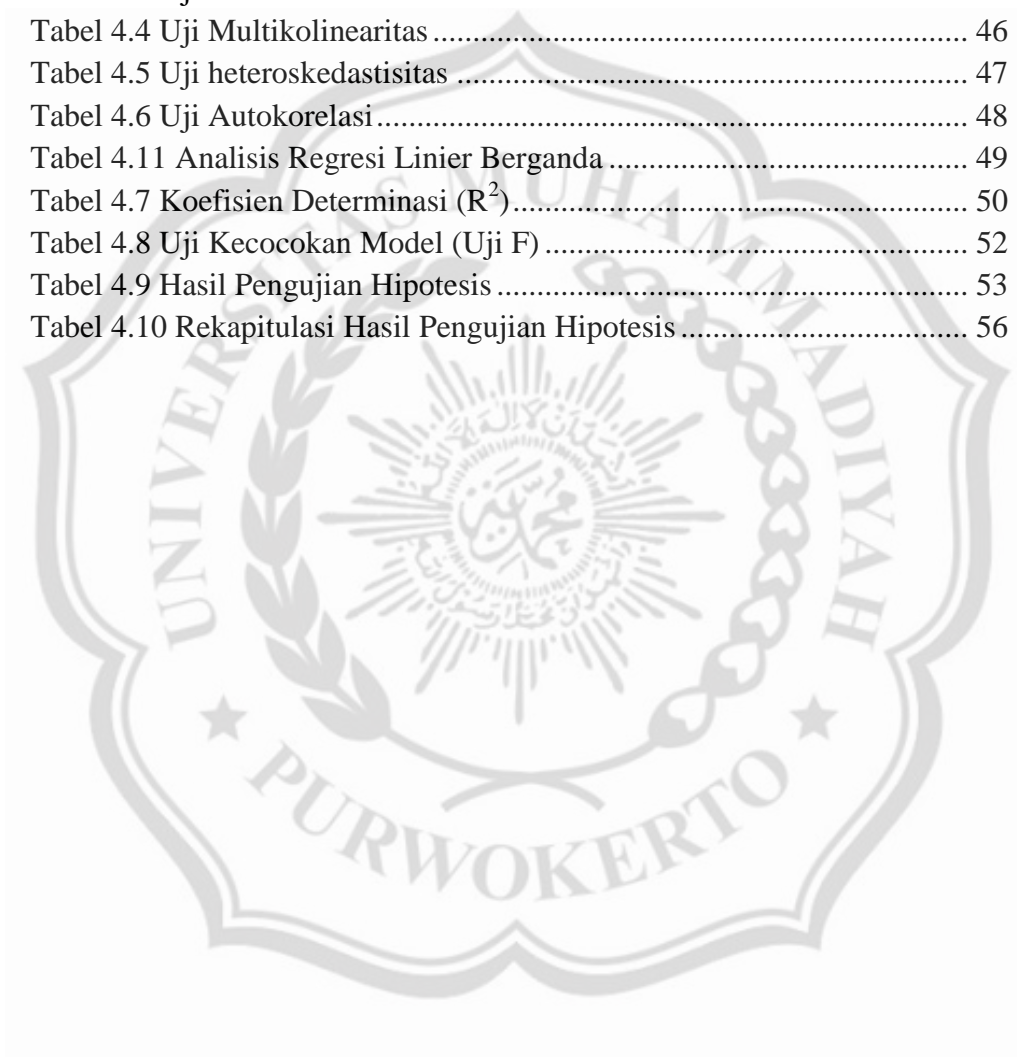 Tabel 4.4 Uji Multikolinearitas ................................................................... 46
Tabel 4.5 Uji heteroskedastisitas ................................................................ 47
Tabel 4.6 Uji Autokorelasi .......................................................................... 48
Tabel 4.11 Analisis Regresi Linier Berganda ............................................. 49
Tabel 4.7 Koefisien Determinasi (R²) ......................................................... 50
Tabel 4.8 Uji Kecocokan Model (Uji F) ..................................................... 52
Tabel 4.9 Hasil Pengujian Hipotesis ........................................................... 53
Tabel 4.10 Rekapitulasi Hasil Pengujian Hipotesis .................................... 56
UNIVERSITAS MUHAMMADIYAH
PURWOKERTO